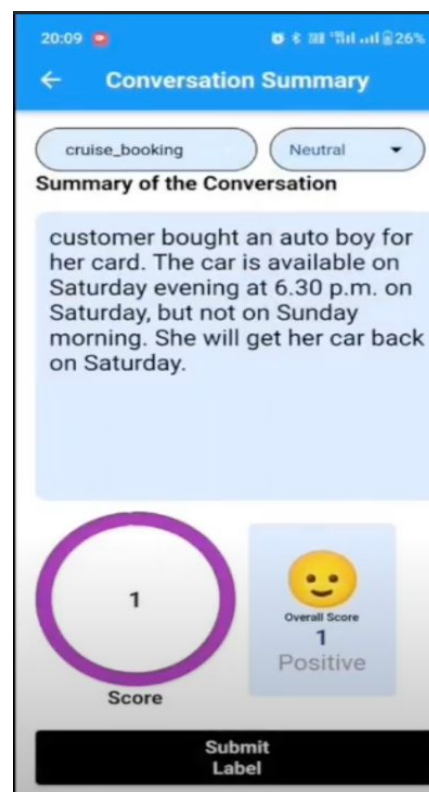 20:09 26%
← Conversation Summary
cruise_booking Neutral
Summary of the Conversation
customer bought an auto boy for
her card. The car is available on
Saturday evening at 6.30 p.m. on
Saturday, but not on Sunday
morning. She will get her car back
on Saturday.
1
Score
Overall Score
1
Positive
Submit
Label